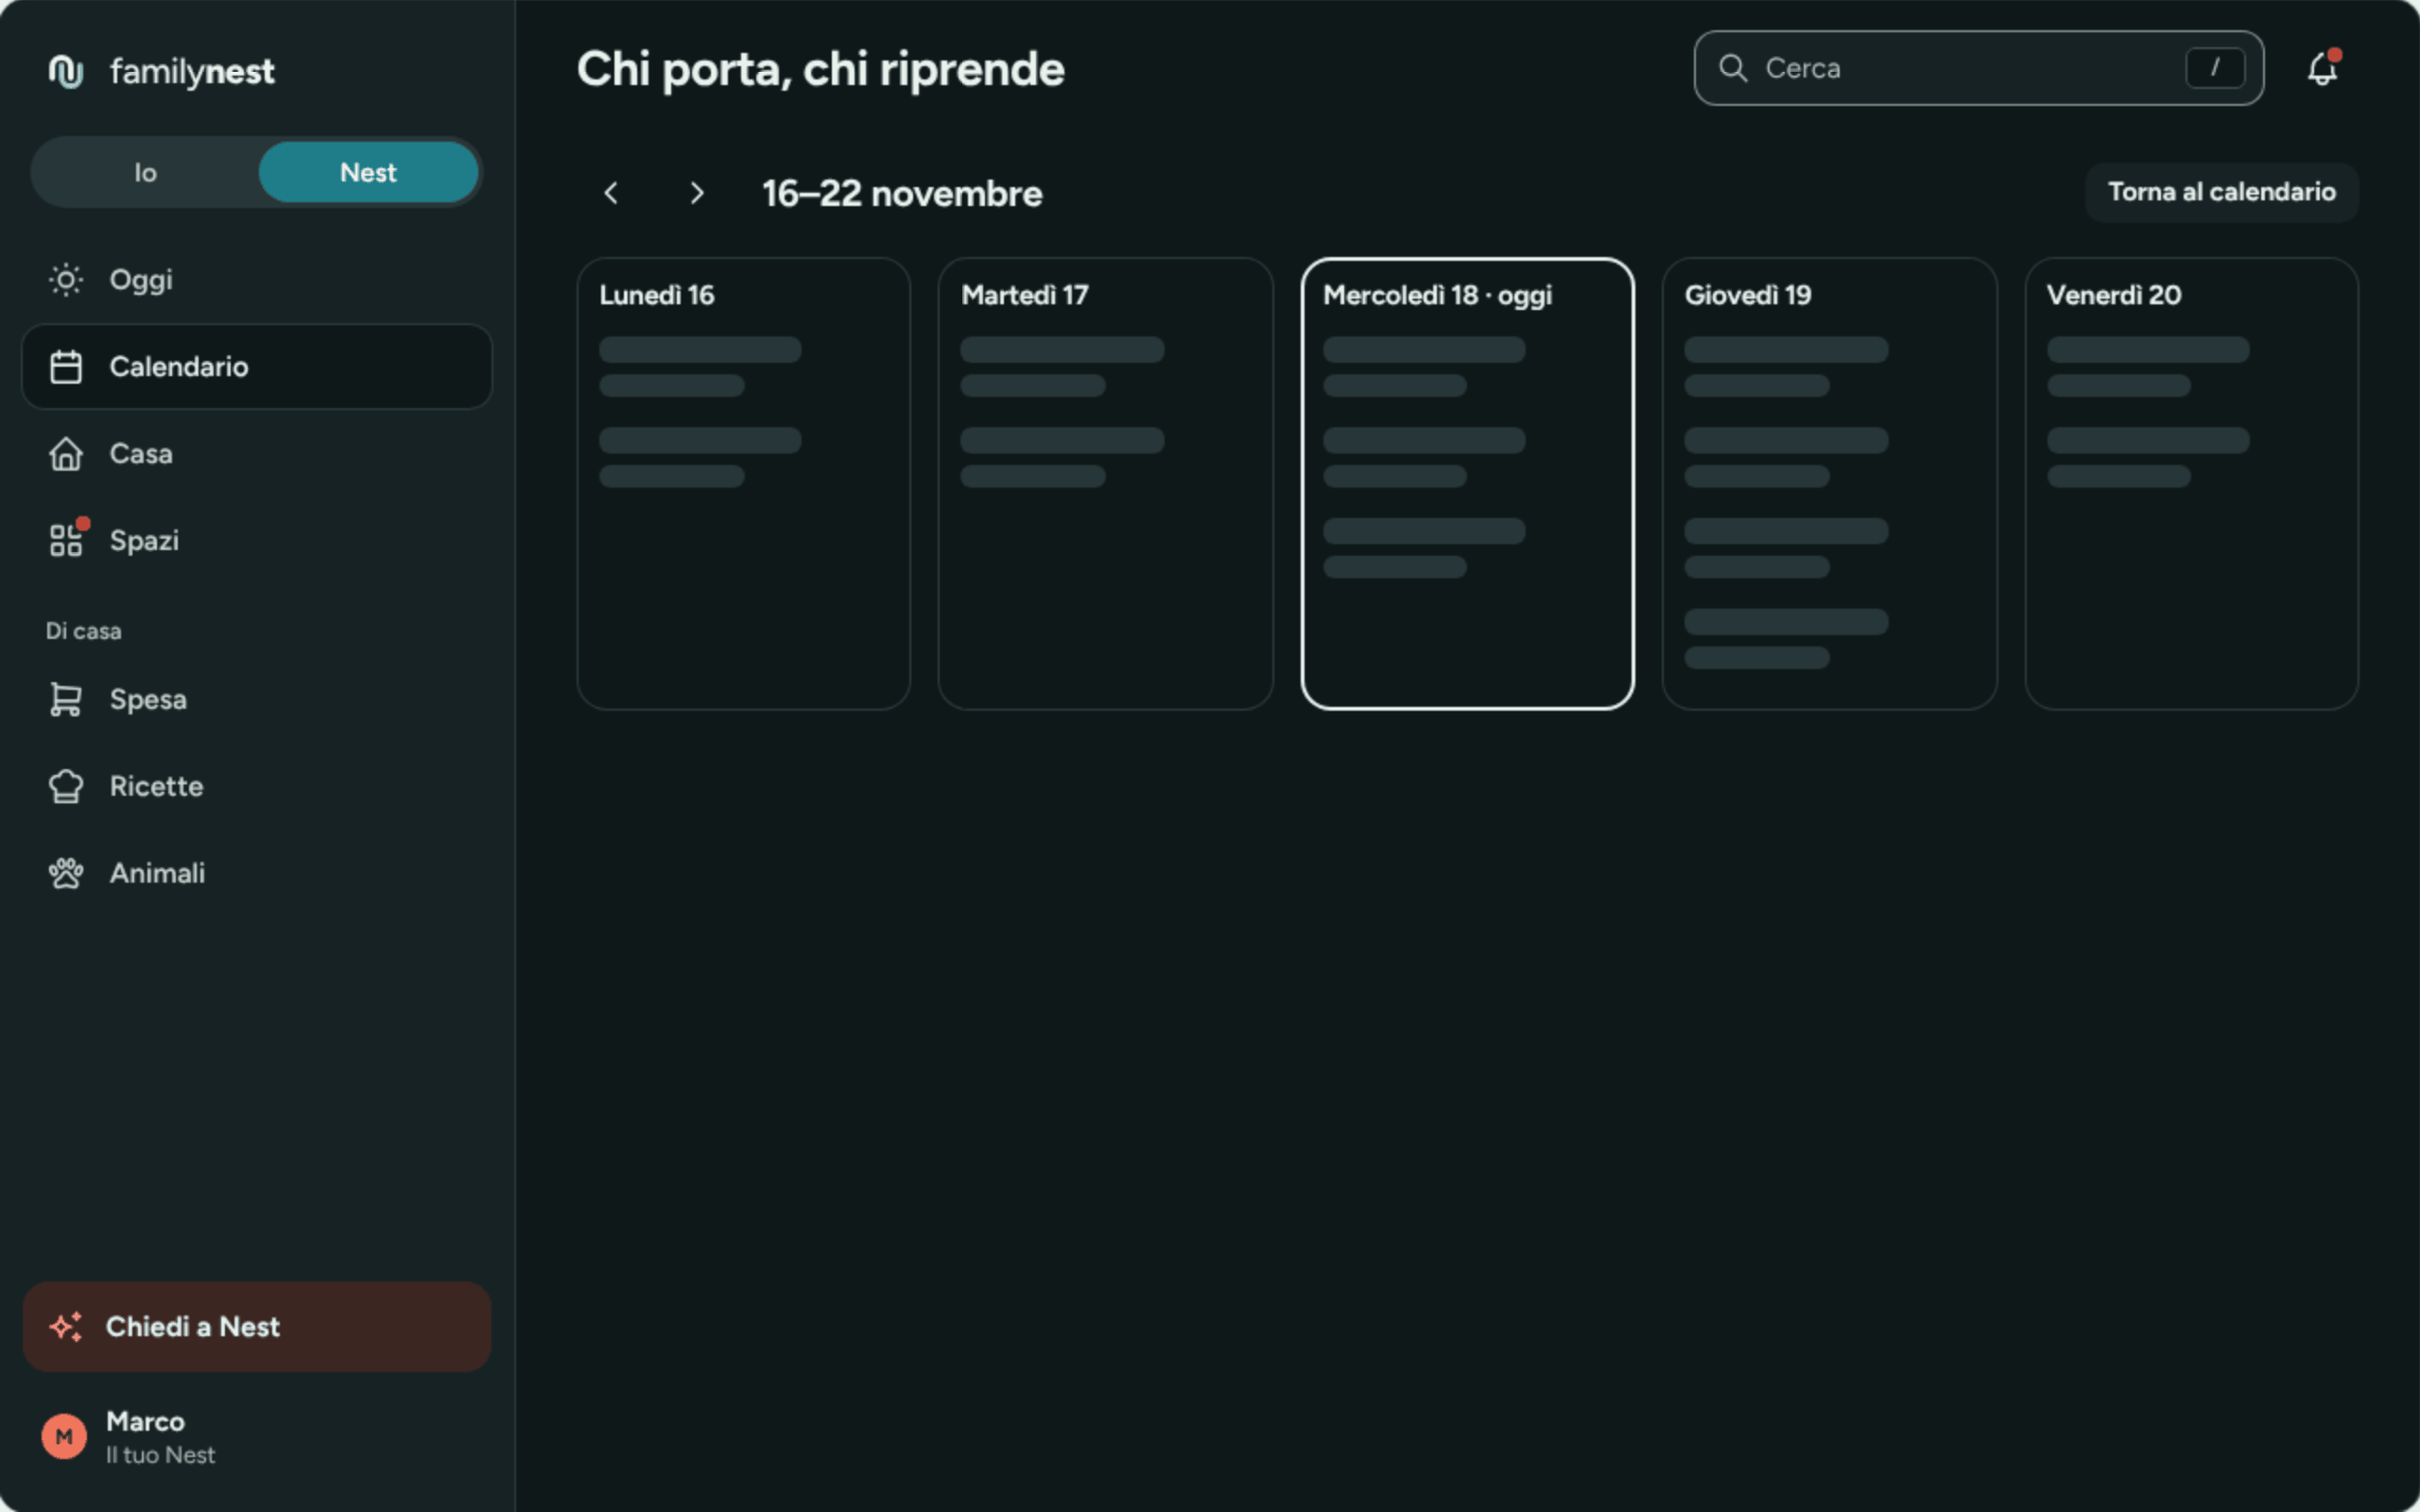 familynest
Io
Nest
Oggi
Calendario
Casa
Spazi
Di casa
Spesa
Ricette
Animali
Chiedi a Nest
M
Marco
Il tuo Nest
Chi porta, chi riprende
Cerca
/
16–22 novembre
Torna al calendario
Lunedì 16
Martedì 17
Mercoledì 18 · oggi
Giovedì 19
Venerdì 20